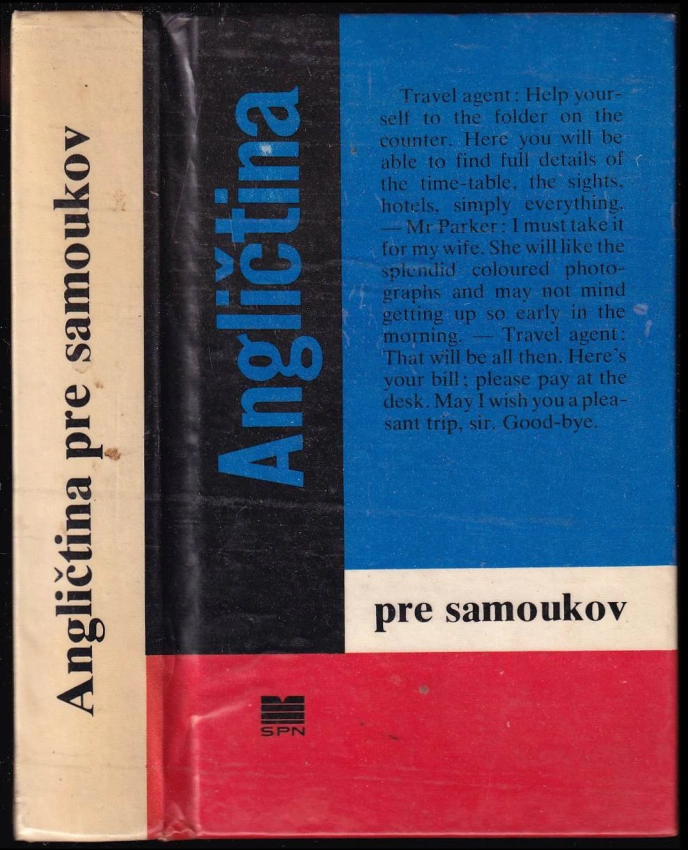 Angličtina pre samoukov
Angličtina
Travel agent: Help your-
self to the folder on the
counter. Here you will be
able to find full details of
the time-table, the sights,
hotels, simply everything.
— Mr Parker: I must take it
for my wife. She will like the
splendid coloured photo-
graphs and may not mind
getting up so early in the
morning. — Travel agent:
That will be all then. Here's
your bill; please pay at the
desk. May I wish you a plea-
sant trip, sir. Good-bye.
pre samoukov
SPN